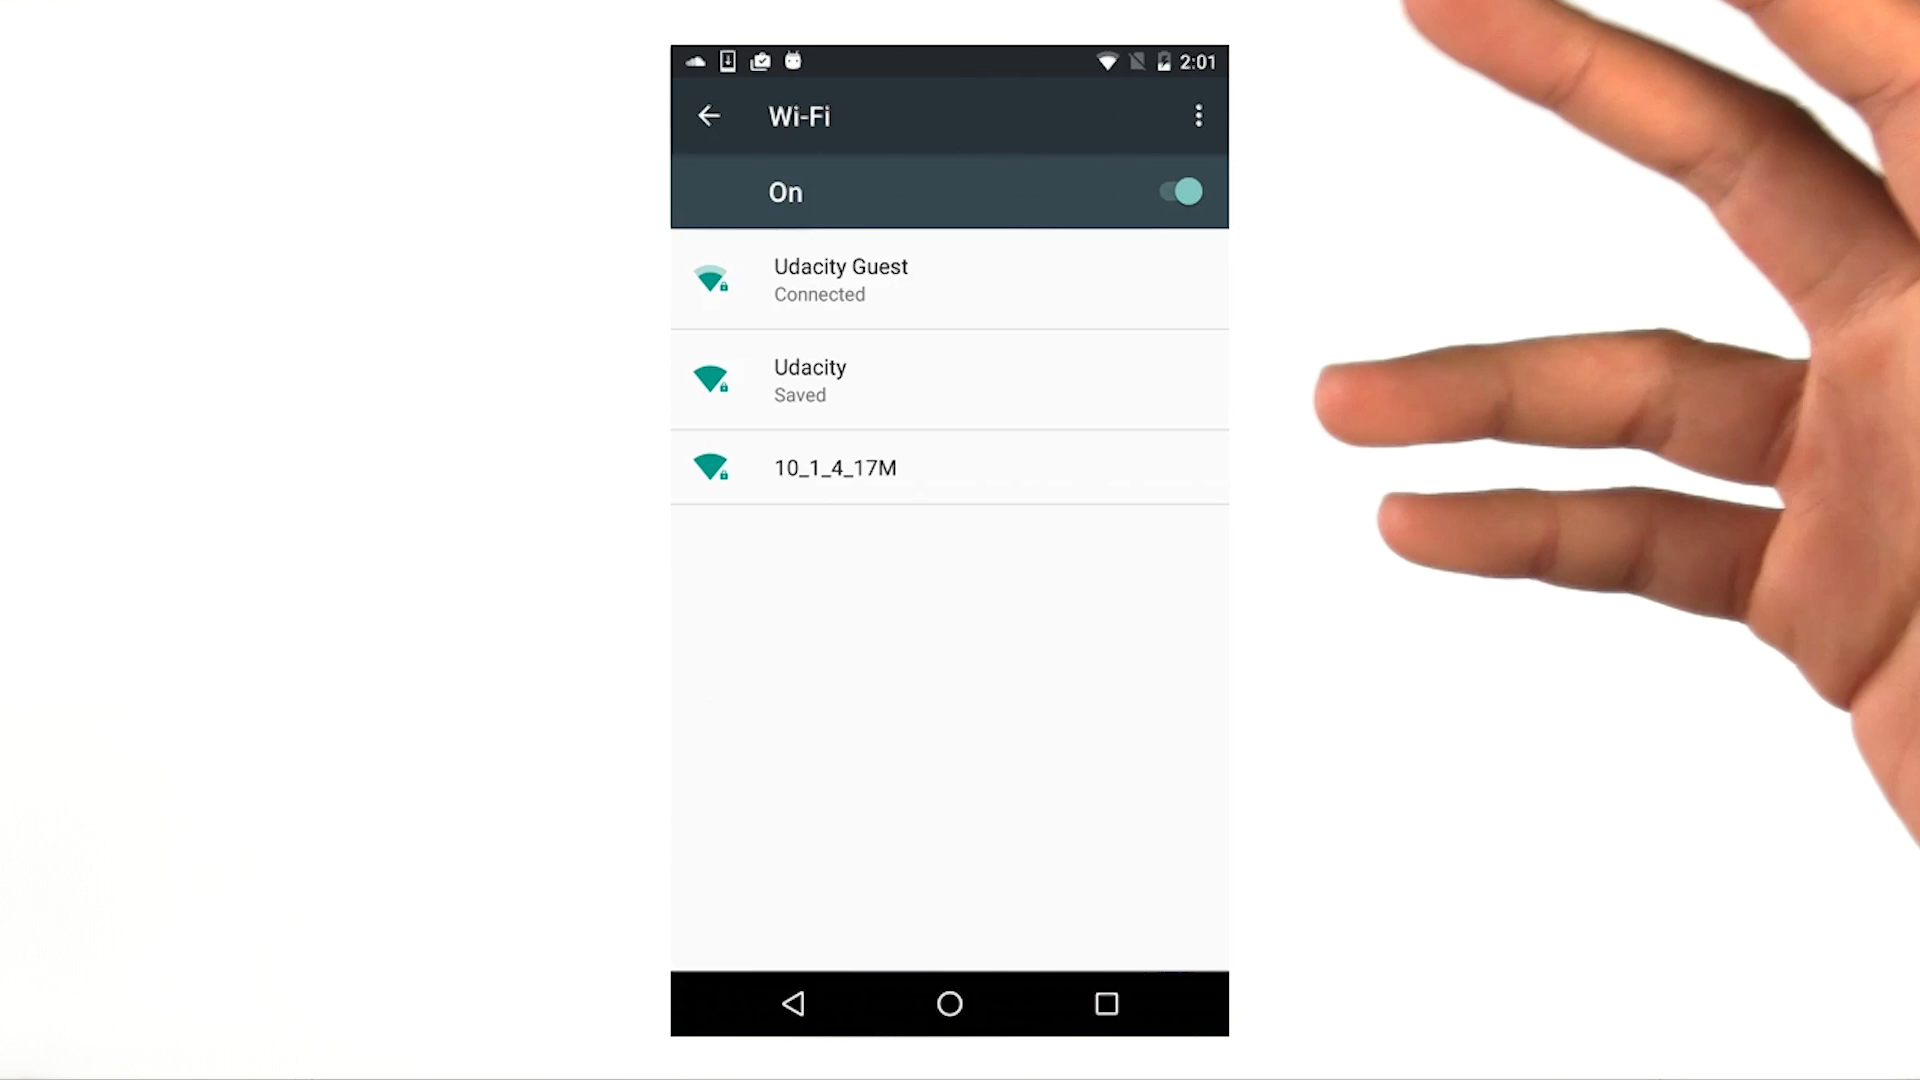 2:01
Wi-Fi
On
Udacity Guest
Connected
Udacity
Saved
10_1_4_17M